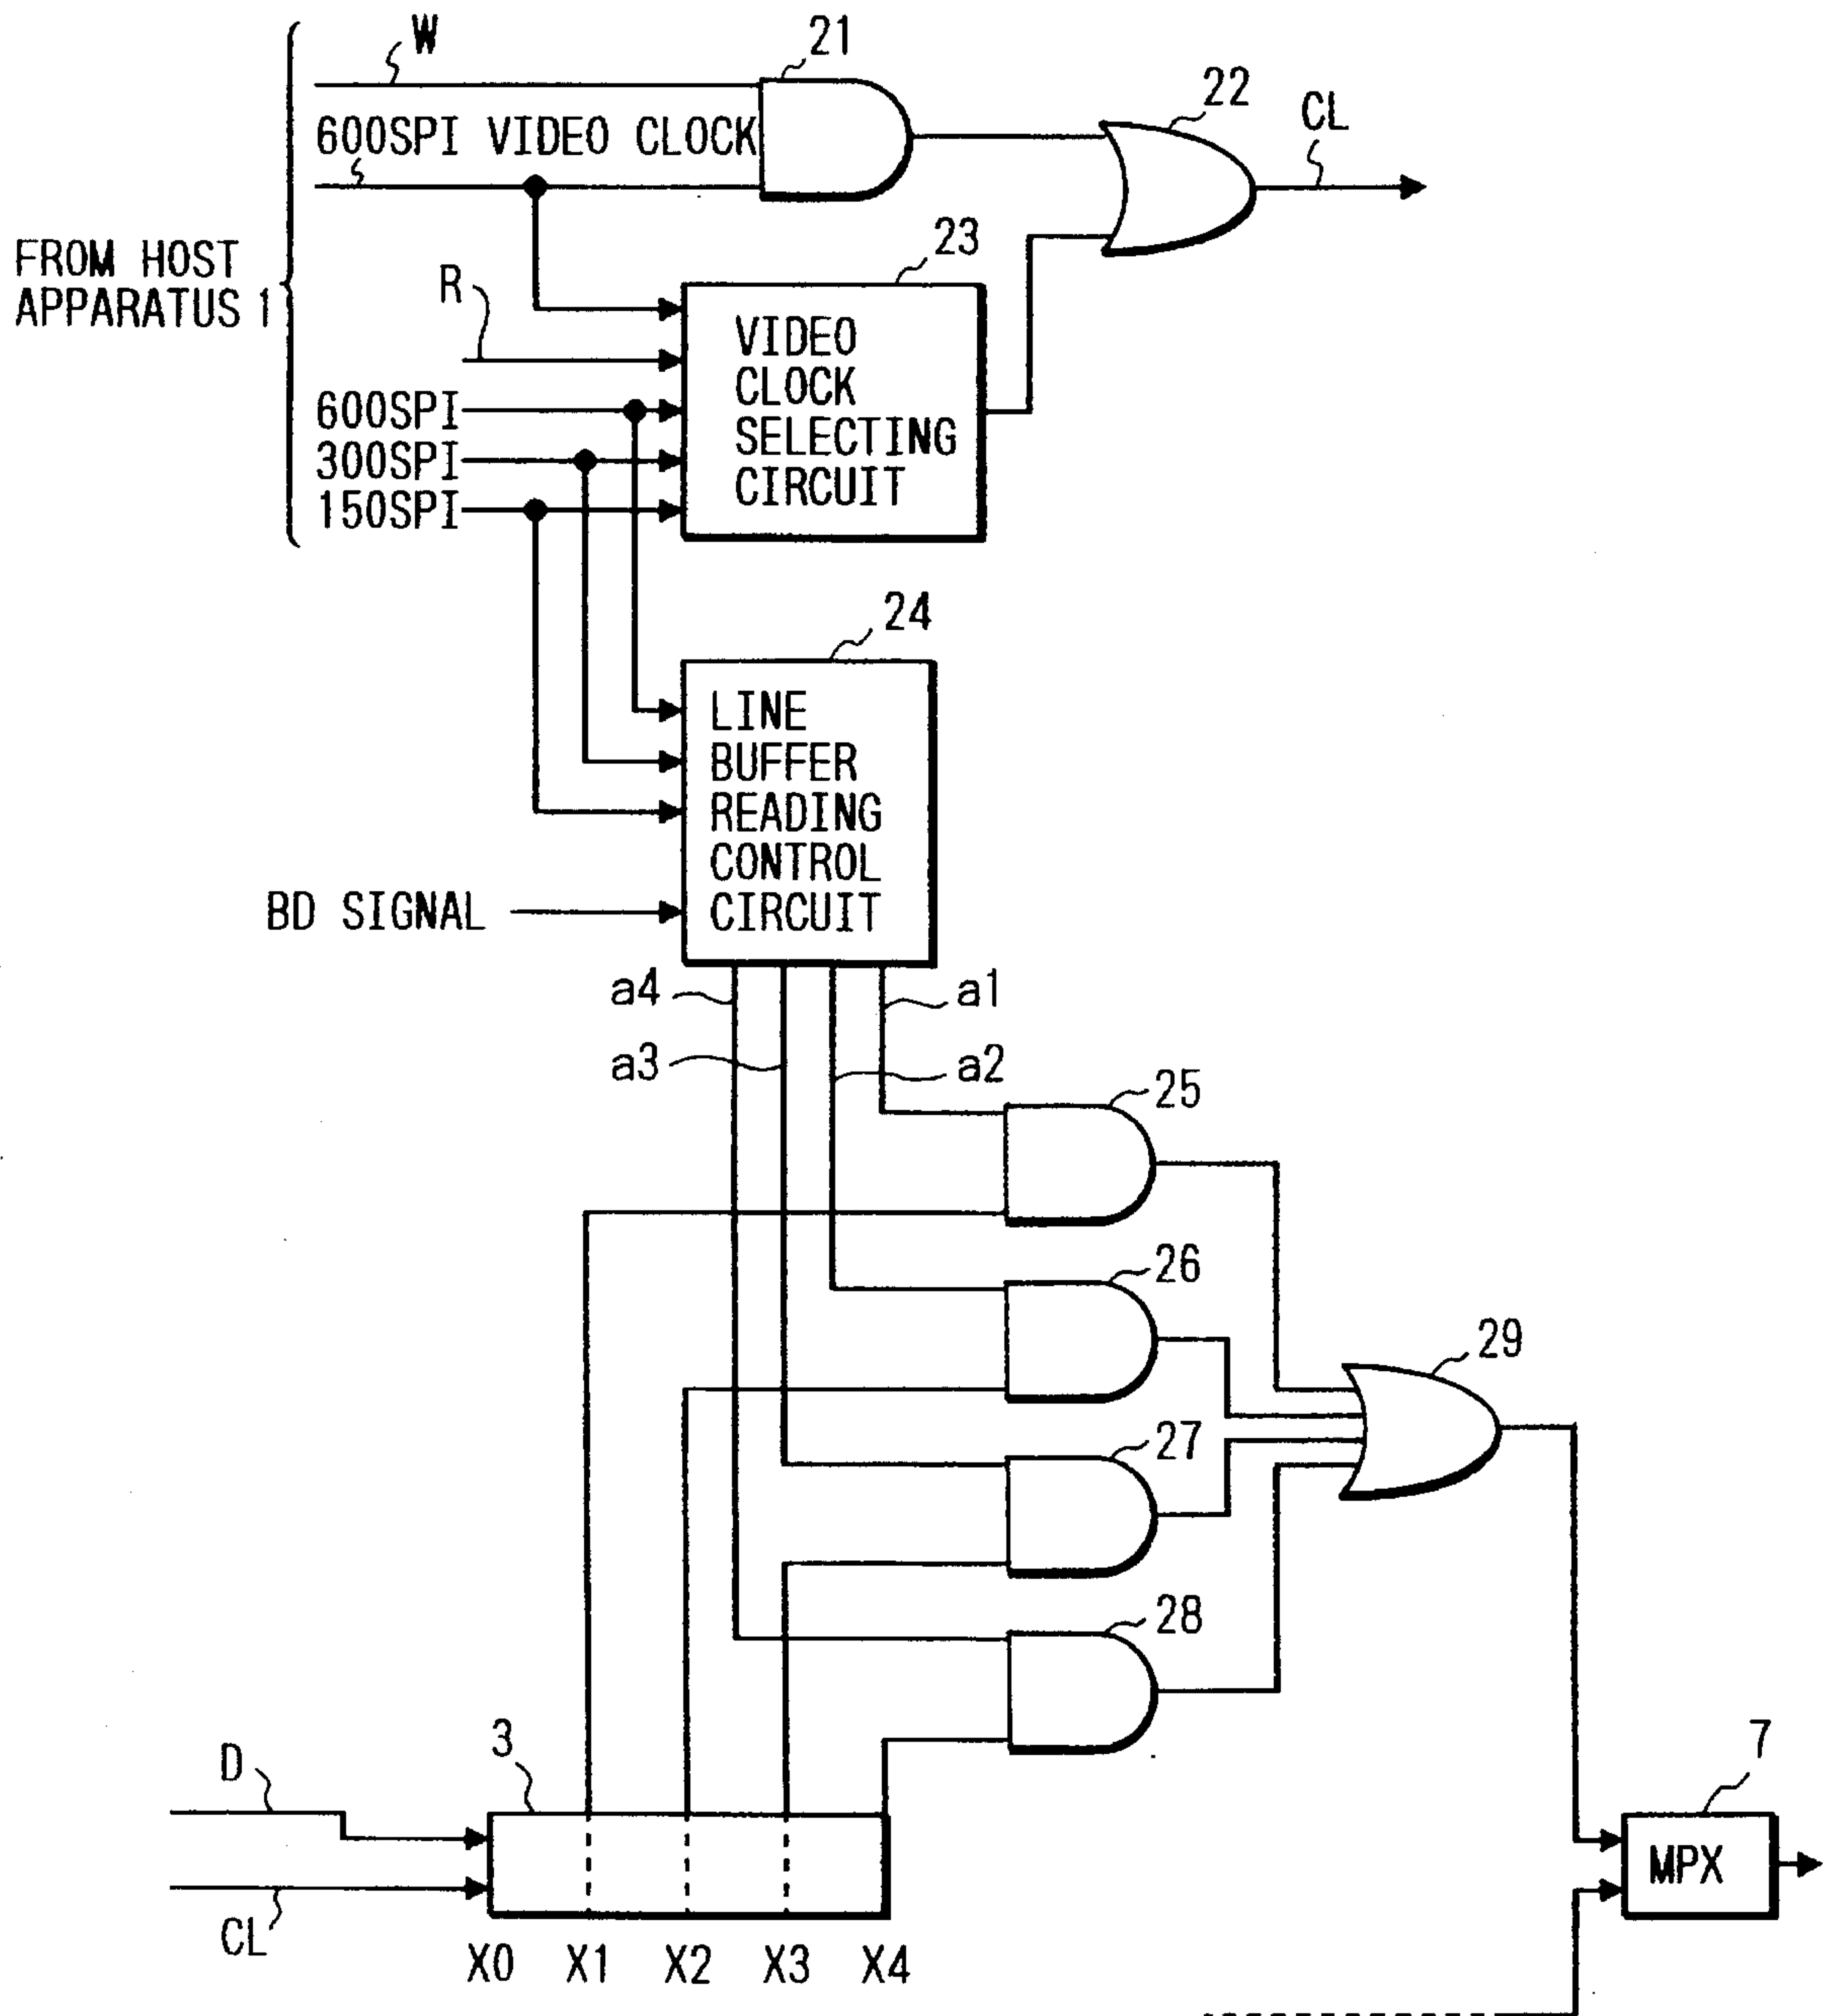 W
21
600SPI VIDEO CLOCK
22
CL
FROM HOST
APPARATUS 1
R
23
VIDEO
CLOCK
SELECTING
CIRCUIT
600SPI
300SPI
150SPI
24
LINE
BUFFER
READING
CONTROL
CIRCUIT
BD SIGNAL
a4
a1
a3
a2
25
26
29
27
28
D
3
7
MPX
CL
X0 X1 X2 X3 X4